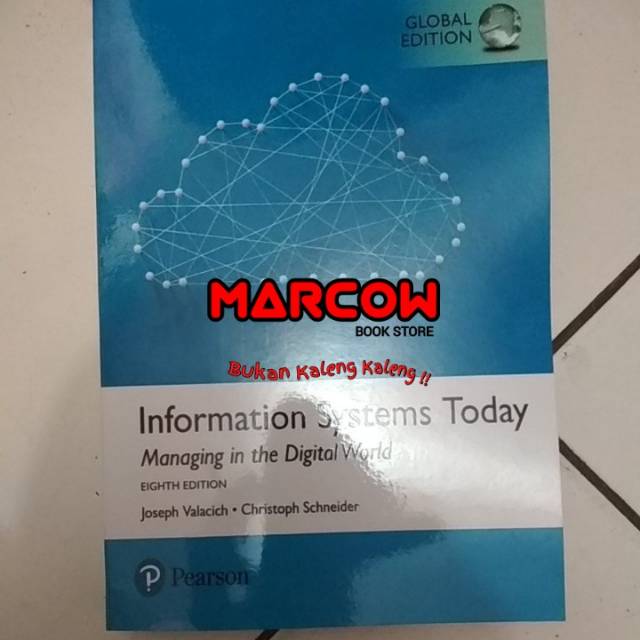 GLOBAL
EDITION
MARCOW
BOOK STORE
Bukan Kaleng Kaleng !!
Information Systems Today
Managing in the Digital World
EIGHTH EDITION
Joseph Valacich • Christoph Schneider
P Pearson